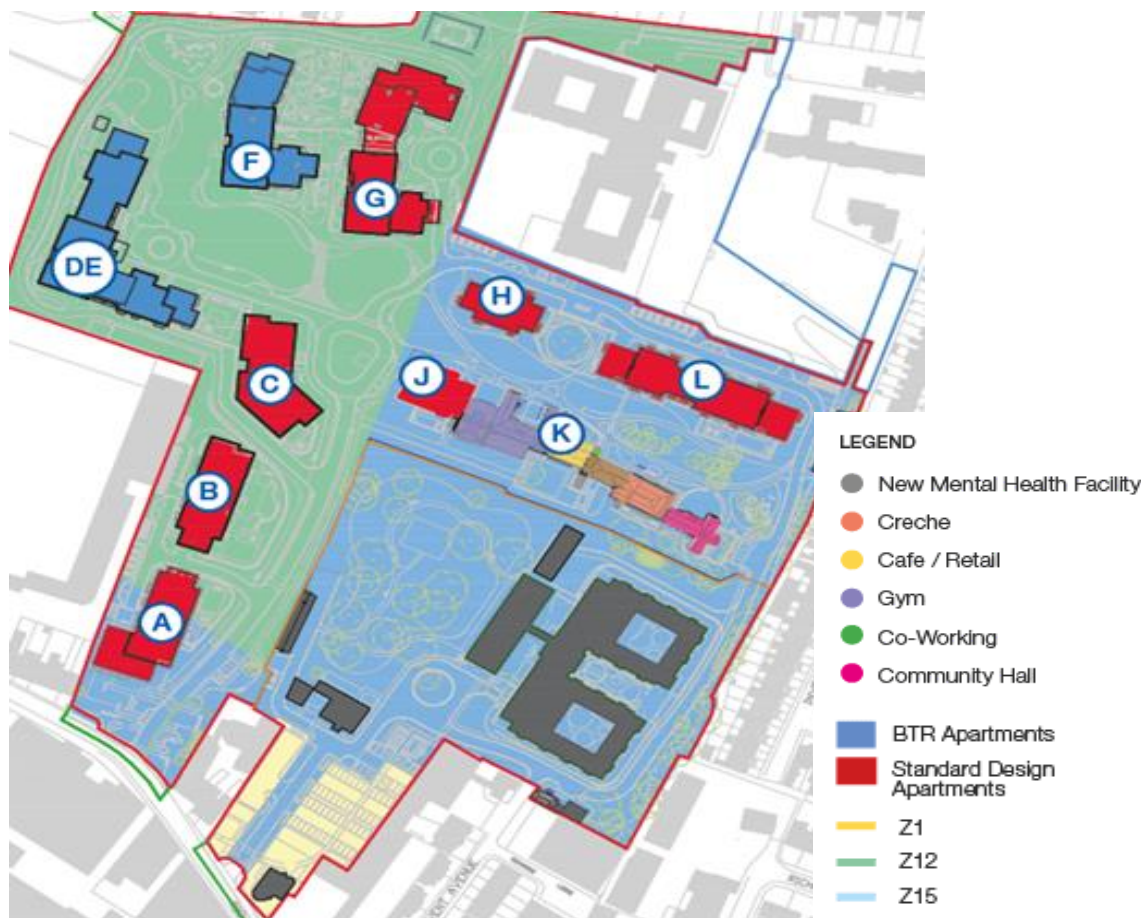 F
G
DE
H
C
J
L
K
B
A
LEGEND
New Mental Health Facility
Creche
Cafe / Retail
Gym
Co-Working
Community Hall
BTR Apartments
Standard Design
Apartments
Z1
Z12
Z15
AVENUE